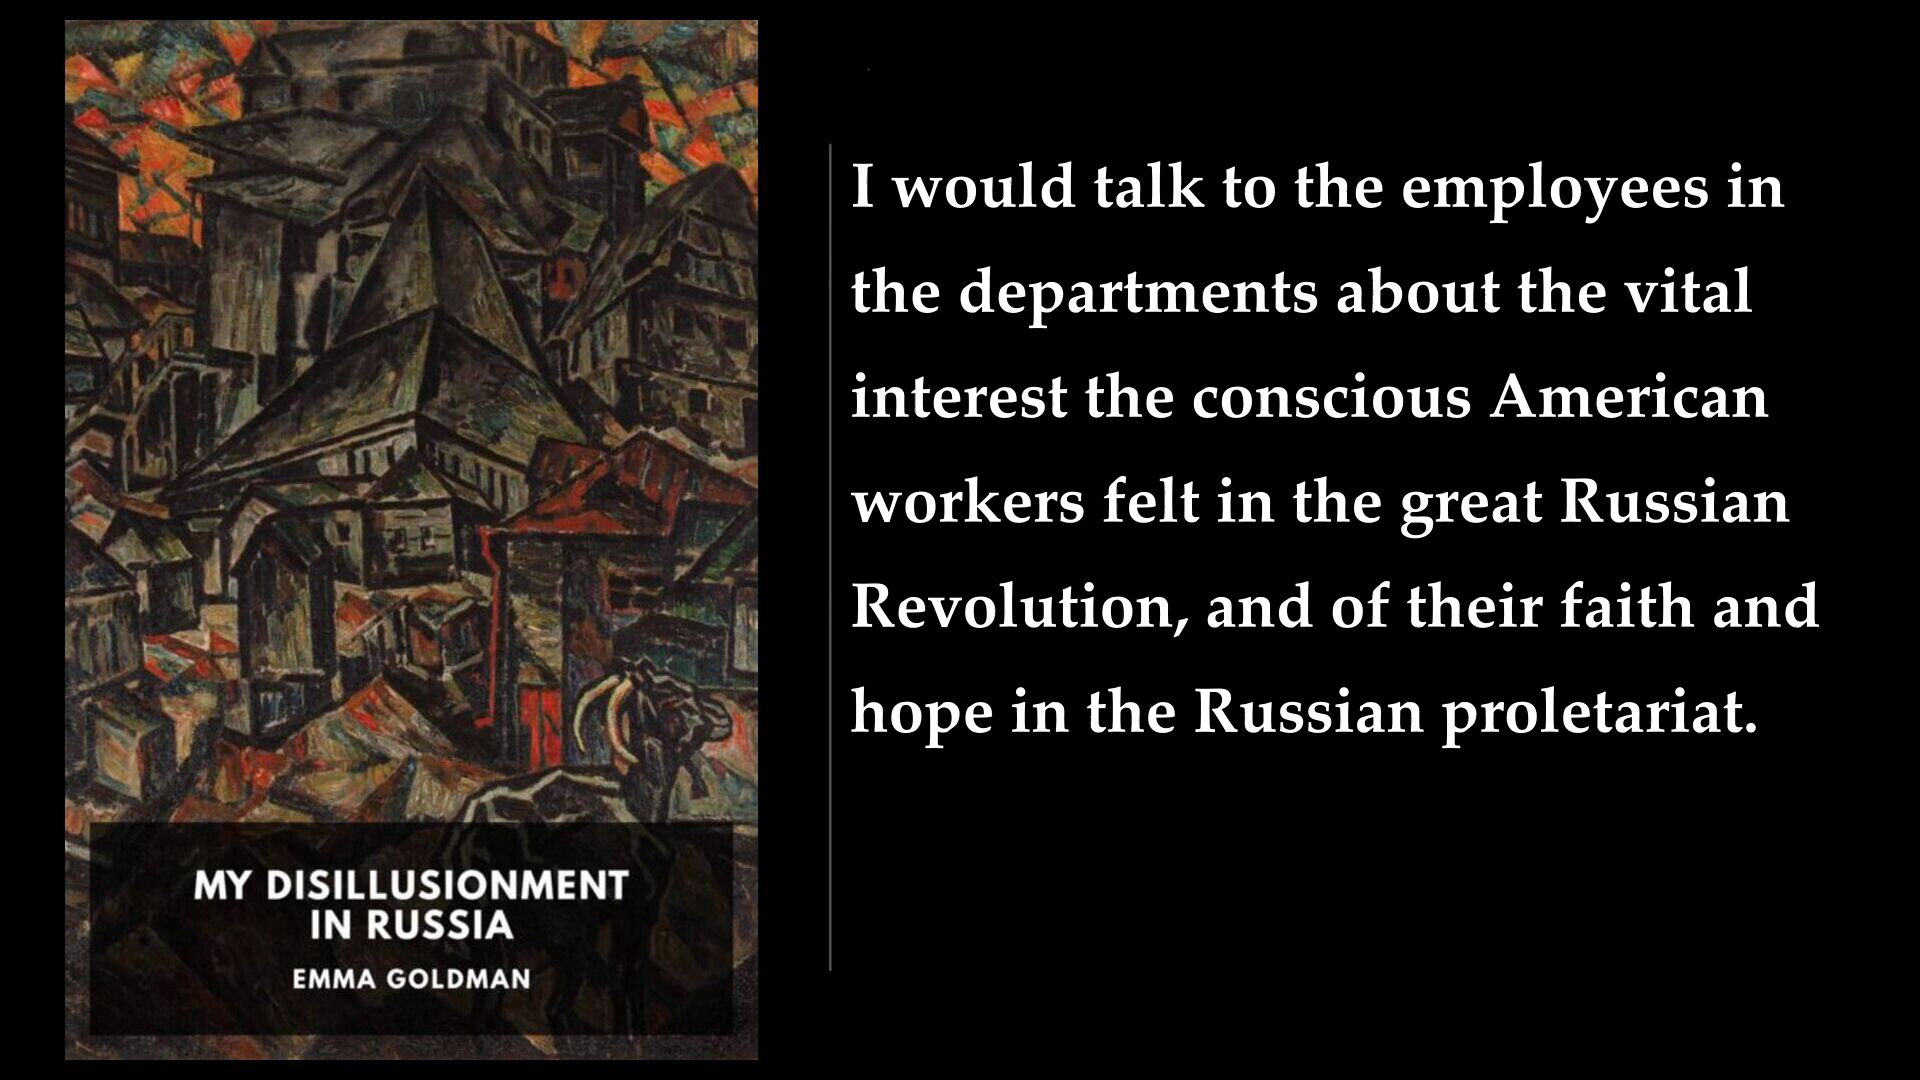 MY DISILLUSIONMENT
IN RUSSIA
EMMA GOLDMAN
I would talk to the employees in
the departments about the vital
interest the conscious American
workers felt in the great Russian
Revolution, and of their faith and
hope in the Russian proletariat.